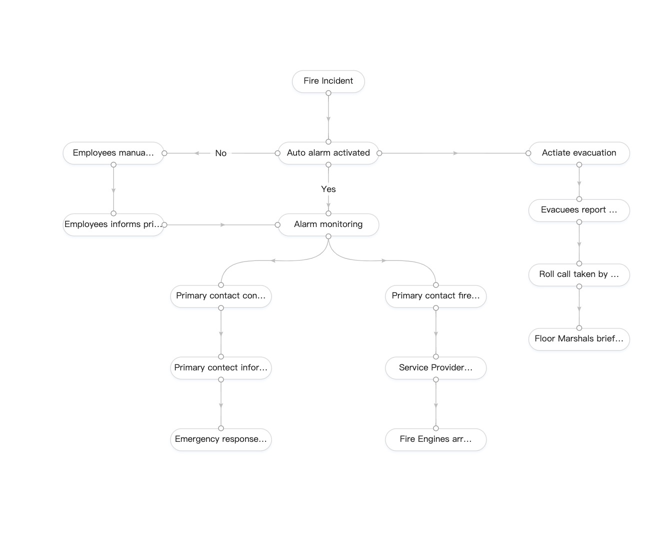 Fire Incident
Employees manua...
No
Auto alarm activated
Actiate evacuation
Yes
Evacuees report ...
Employees informs pri...
Alarm monitoring
Roll call taken by ...
Primary contact con...
Primary contact fire...
Floor Marshals brief...
Primary contect infor...
Service Provider...
Emergency response...
Fire Engines arr...